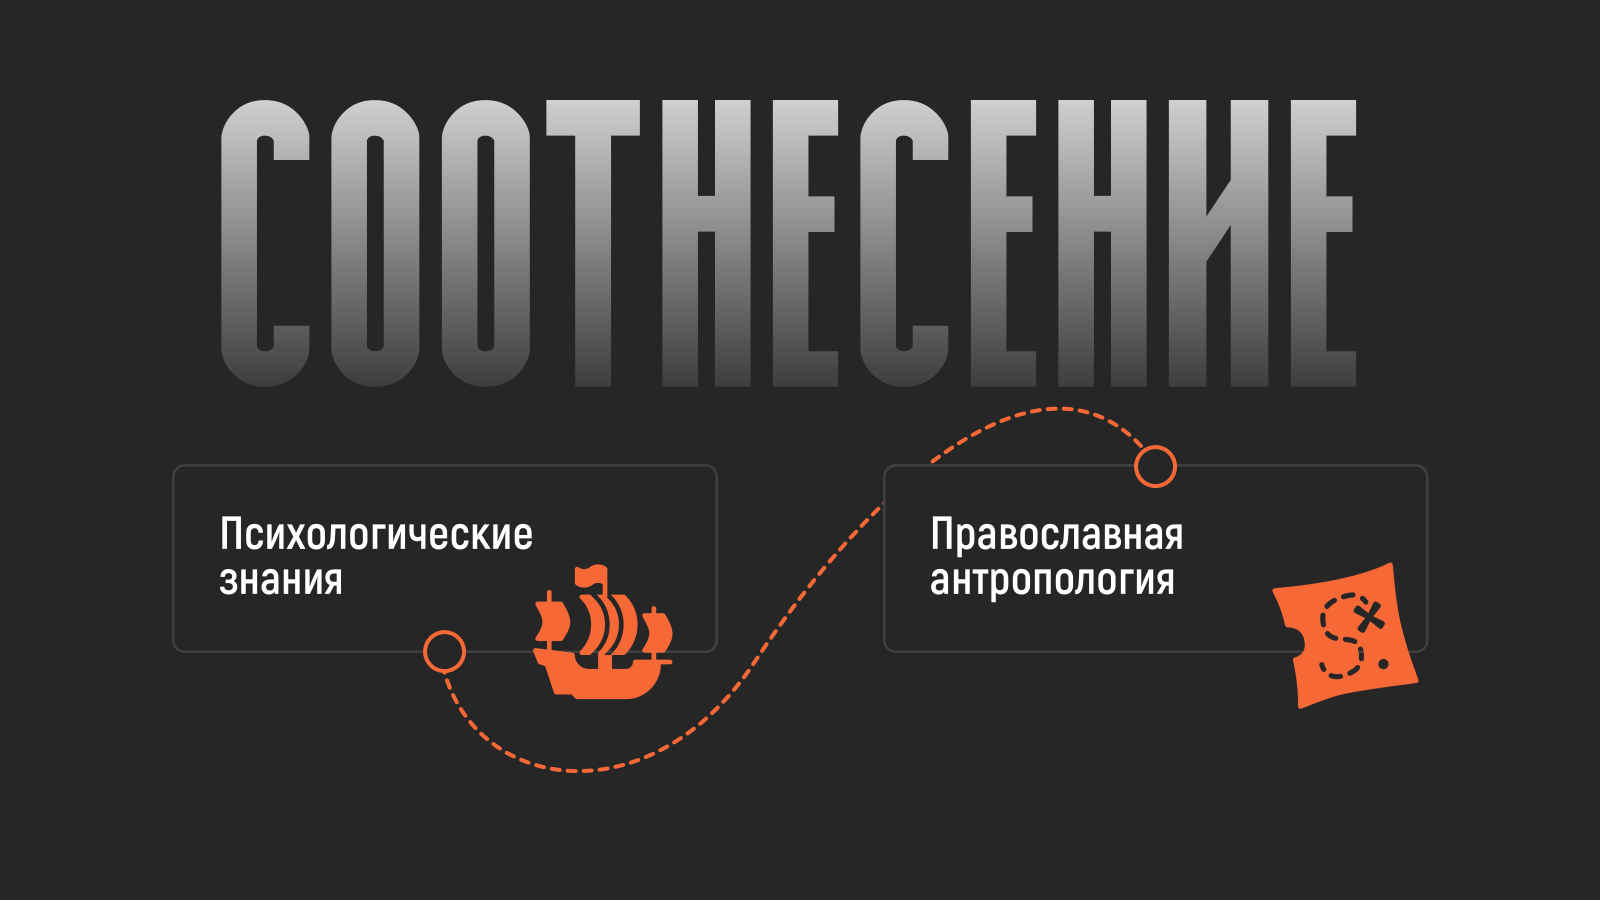 СООТНЕСЕНИЕ
Психологические
знания
Православная
антропология